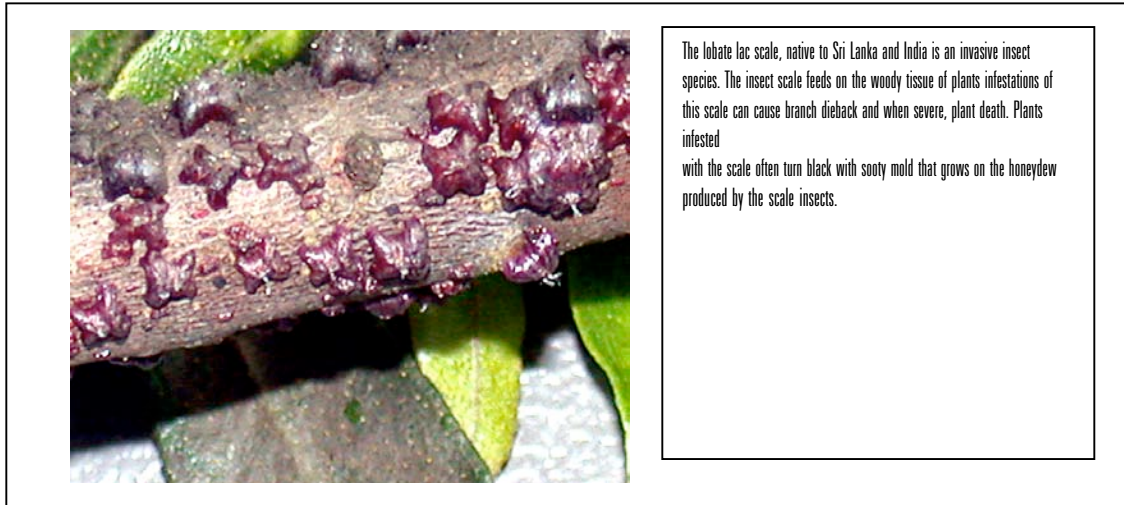 The lobate lac scale, native to Sri Lanka and India is an invasive insect
species. The insect scale feeds on the woody tissue of plants infestations of
this scale can cause branch dieback and when severe, plant death. Plants
infested
with the scale often turn black with sooty mold that grows on the honeydew
produced by the scale insects.